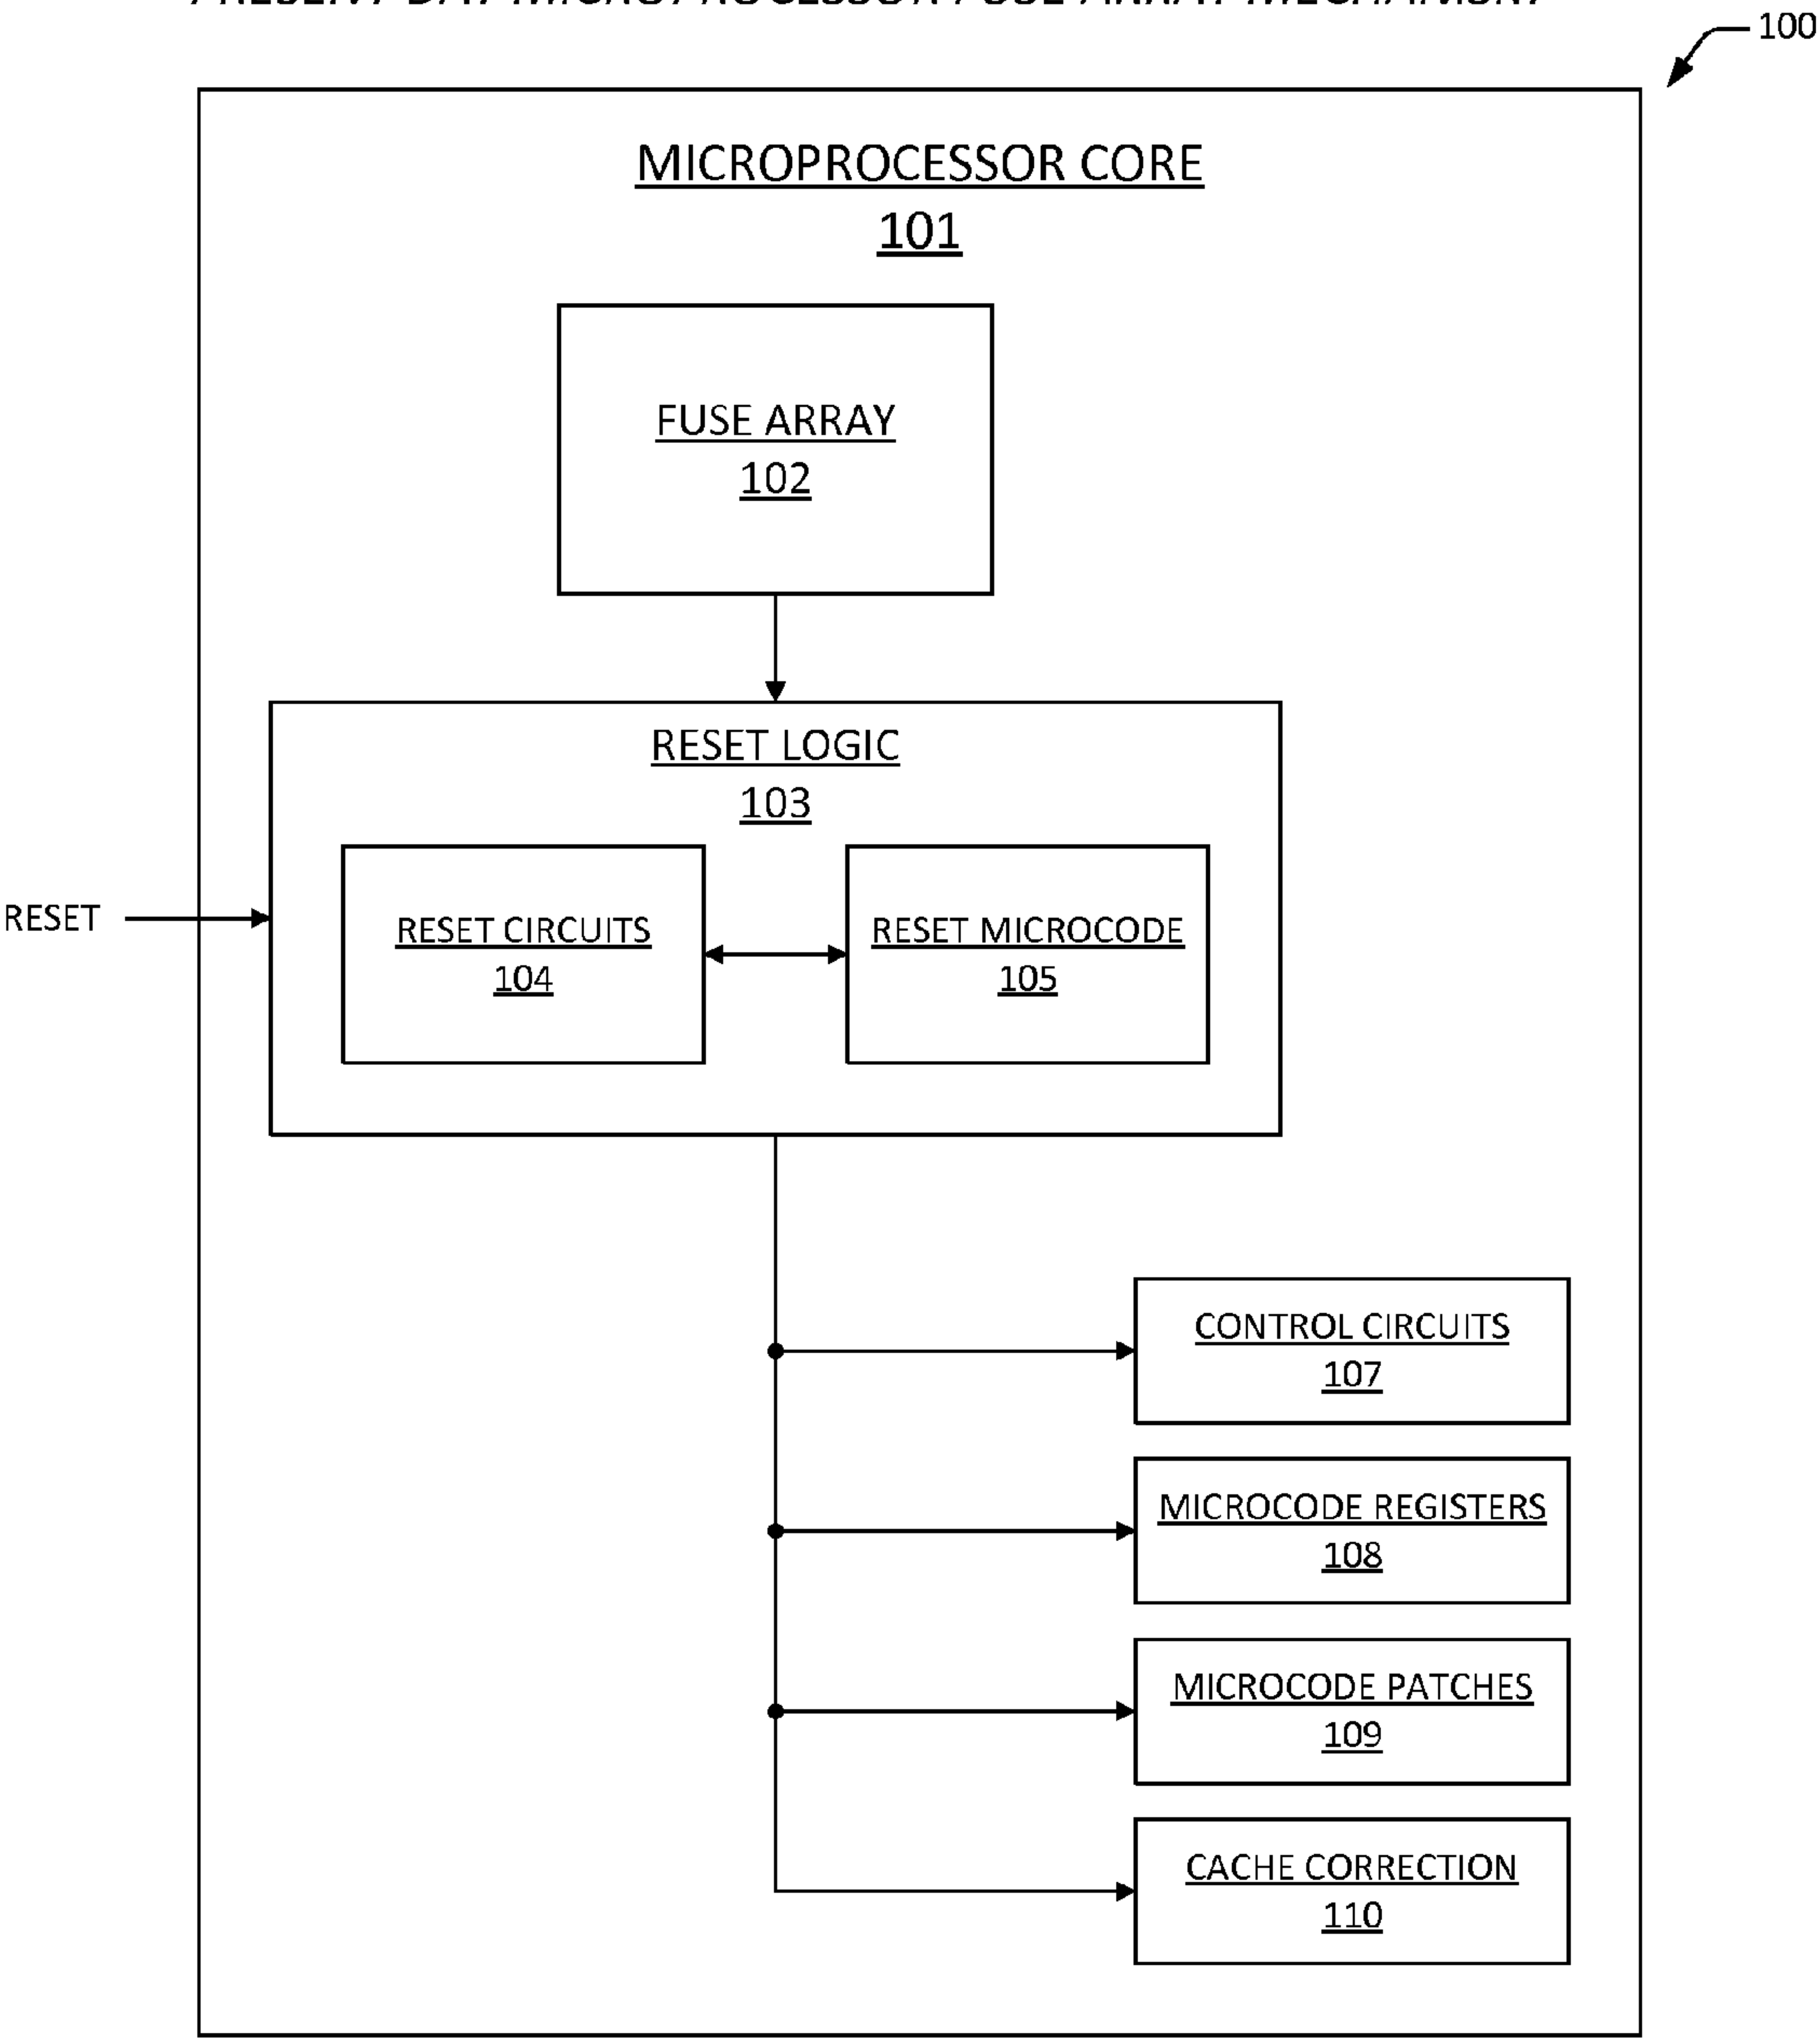 100
MICROPROCESSOR CORE
101
FUSE ARRAY
102
RESET LOGIC
103
RESET
RESET CIRCUITS
104
RESET MICROCODE
105
CONTROL CIRCUITS
107
MICROCODE REGISTERS
108
MICROCODE PATCHES
109
CACHE CORRECTION
110